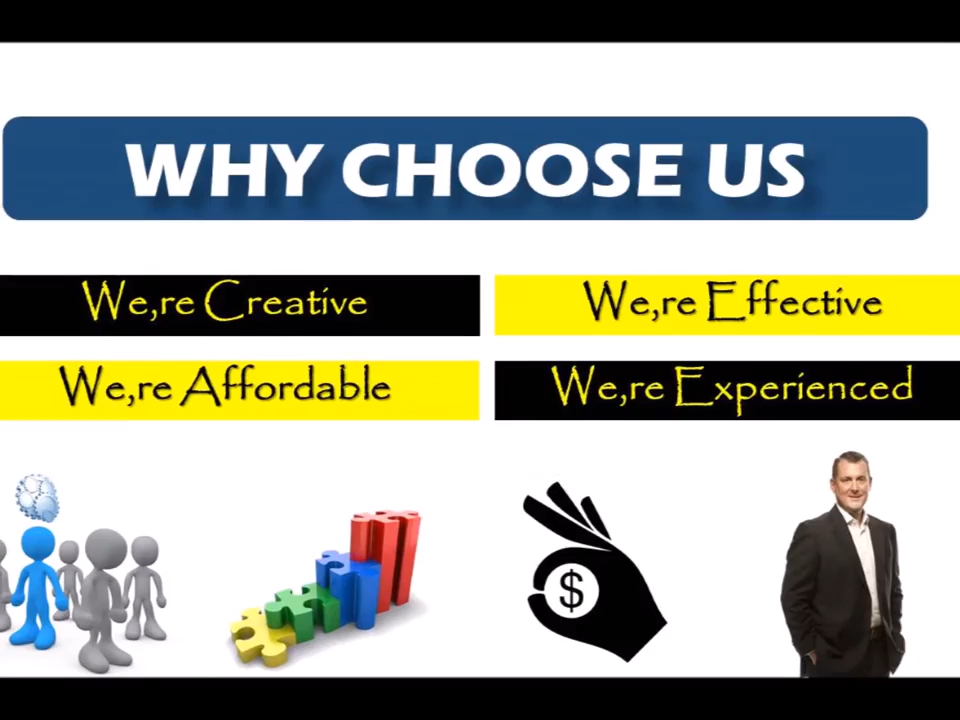 WHY CHOOSE US
We,re Creative
We,re Effective
We,re Affordable
We,re Experienced
$